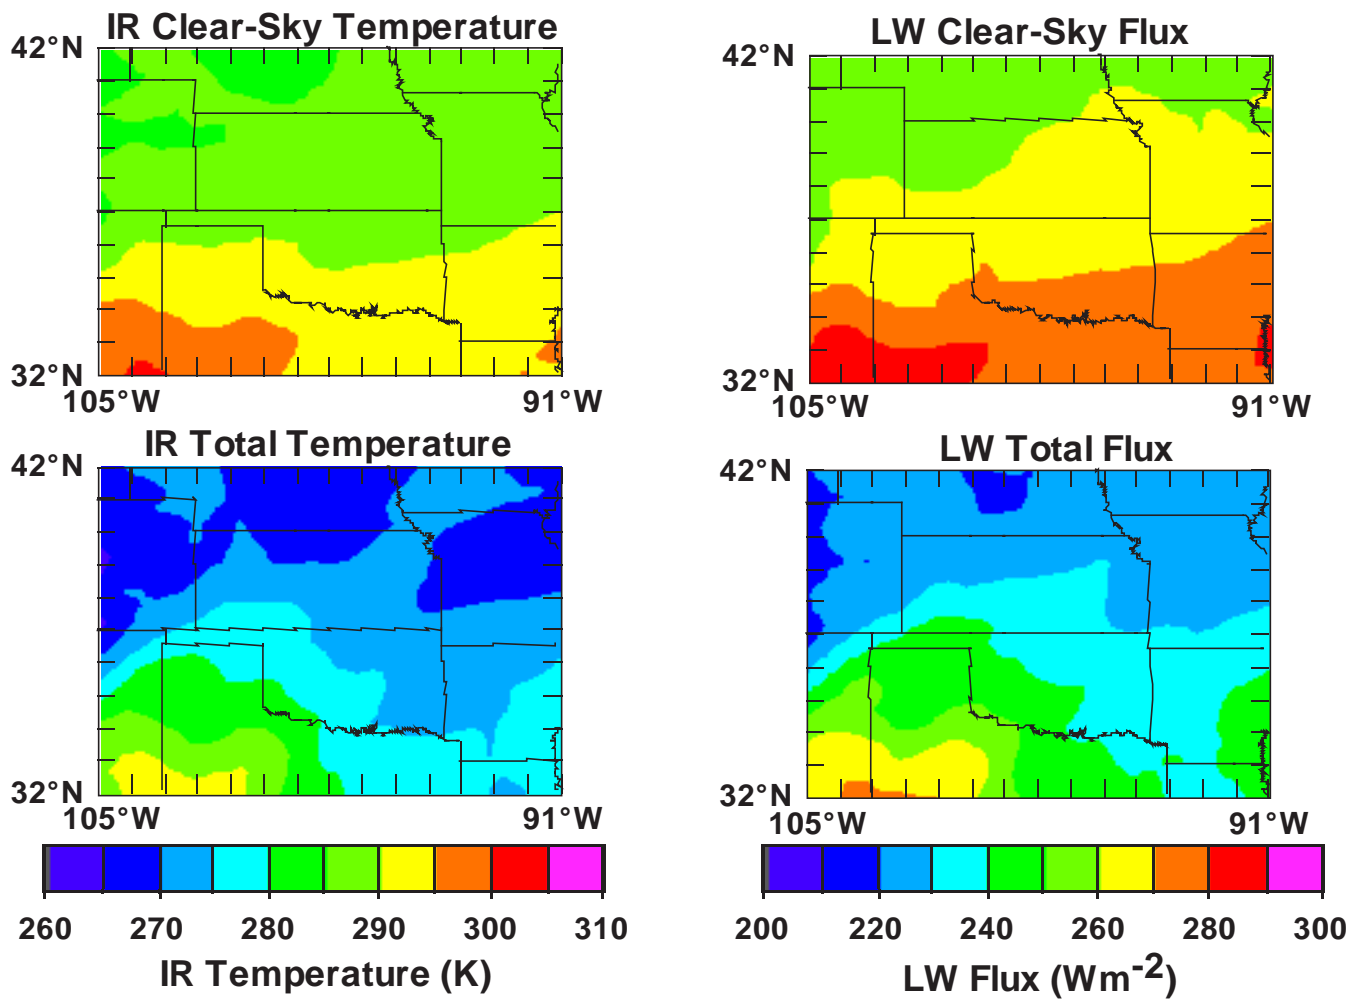 IR Clear-Sky Temperature
LW Clear-Sky Flux
42°N
42°N
32°N
32°N
105°W
91°W
105°W
91°W
IR Total Temperature
LW Total Flux
42°N
42°N
32°N
32°N
105°W
91°W
105°W
91°W
260 270 280 290 300 310
200 220 240 260 280 300
IR Temperature (K)
LW Flux (Wm-2)